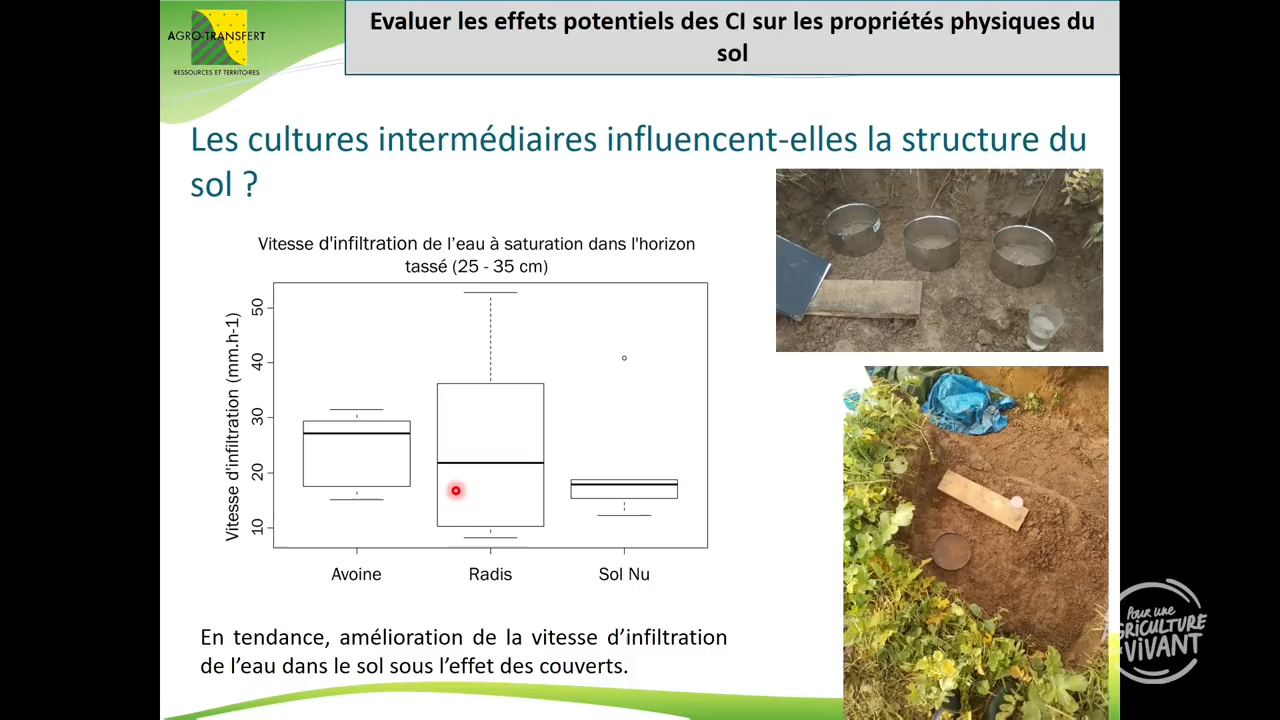 AGRO-TRANSFERT
RESSOURCES ET TERRITOIRES
Evaluer les effets potentiels des CI sur les propriétés physiques du
sol
Les cultures intermédiaires influencent-elles la structure du
sol ?
Vitesse d'infiltration de l’eau à saturation dans l'horizon
tassé (25 - 35 cm)
Vitesse d'infiltration (mm.h-1)
50
40
30
20
10
Avoine
Radis
Sol Nu
En tendance, amélioration de la vitesse d’infiltration
de l’eau dans le sol sous l’effet des couverts.
Pour une
AGRICULTURE
VIVANT